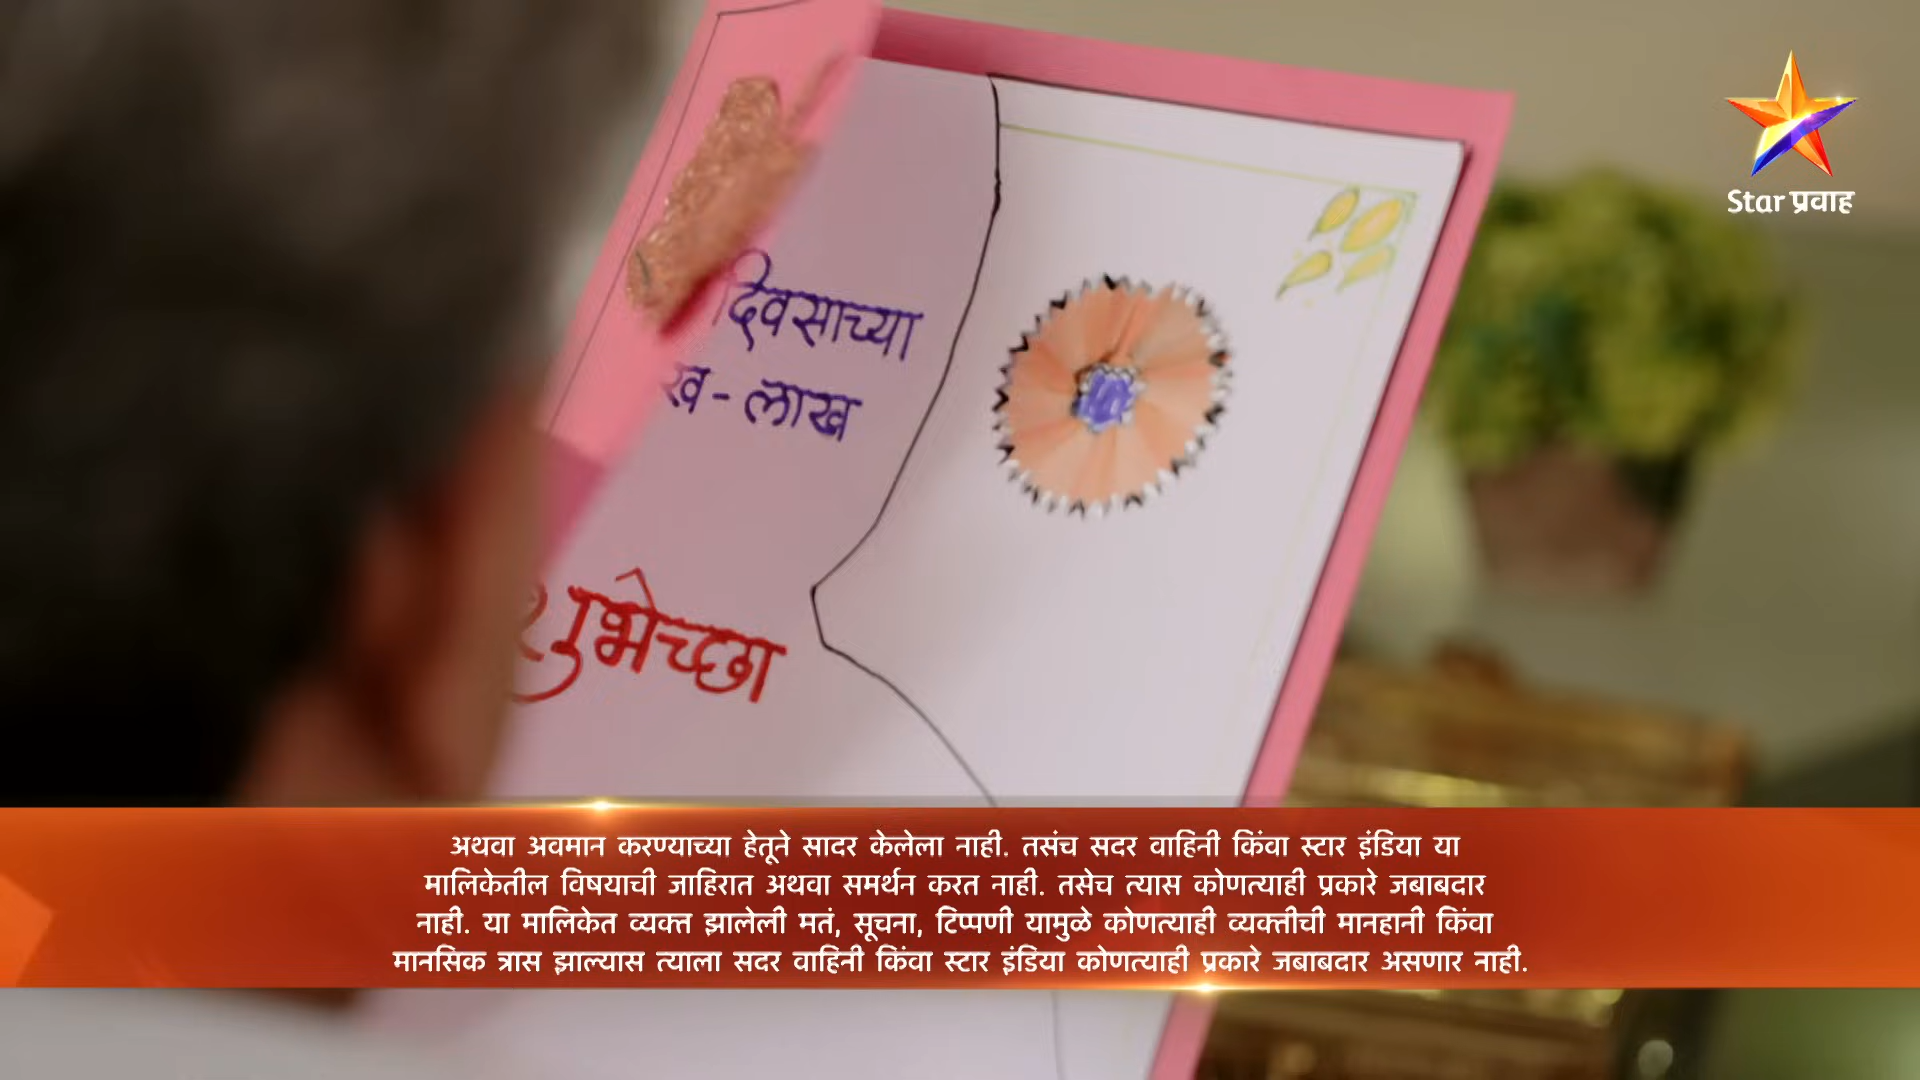 Star प्रवाह
दिवसाच्या
- लाख
शुभेच्छा
अथवा अवमान करण्याच्या हेतूने सादर केलेला नाही. तसंच सदर वाहिनी किंवा स्टार इंडिया या
मालिकेतील विषयाची जाहिरात अथवा समर्थन करत नाही. तसेच त्यास कोणत्याही प्रकारे जबाबदार
नाही. या मालिकेत व्यक्त झालेली मतं, सूचना, टिप्पणी यामुळे कोणत्याही व्यक्तीची मानहानी किंवा
मानसिक त्रास झाल्यास त्याला सदर वाहिनी किंवा स्टार इंडिया कोणत्याही प्रकारे जबाबदार असणार नाही.